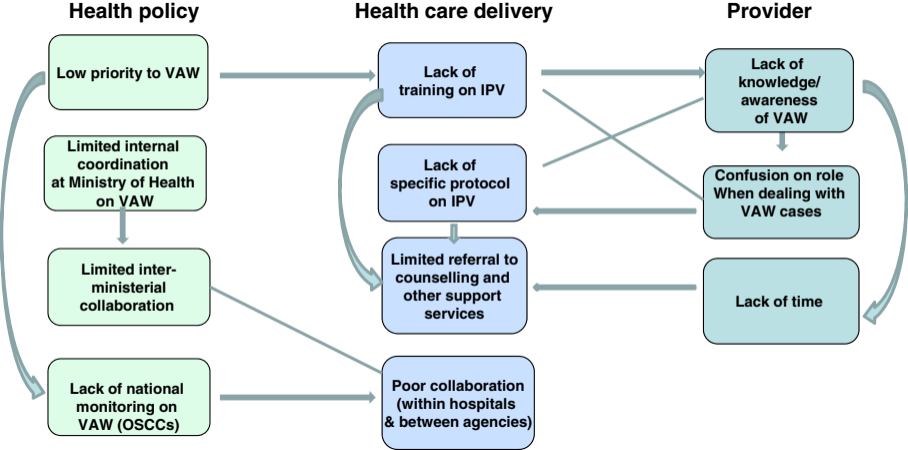 Health policy
Health care delivery
Provider
Low priority to VAW
Limited internal
coordination
at Ministry of Health
on VAW
Limited inter-
ministerial
collaboration
Lack of national
monitoring on
VAW (OSCCs)
Lack of
training on IPV
Lack of
specific protocol
on IPV
Limited referral to
counselling and
other support
services
Poor collaboration
(within hospitals
& between agencies)
Lack of
knowledge/
awareness
of VAW
Confusion on role
When dealing with
VAW cases
Lack of time